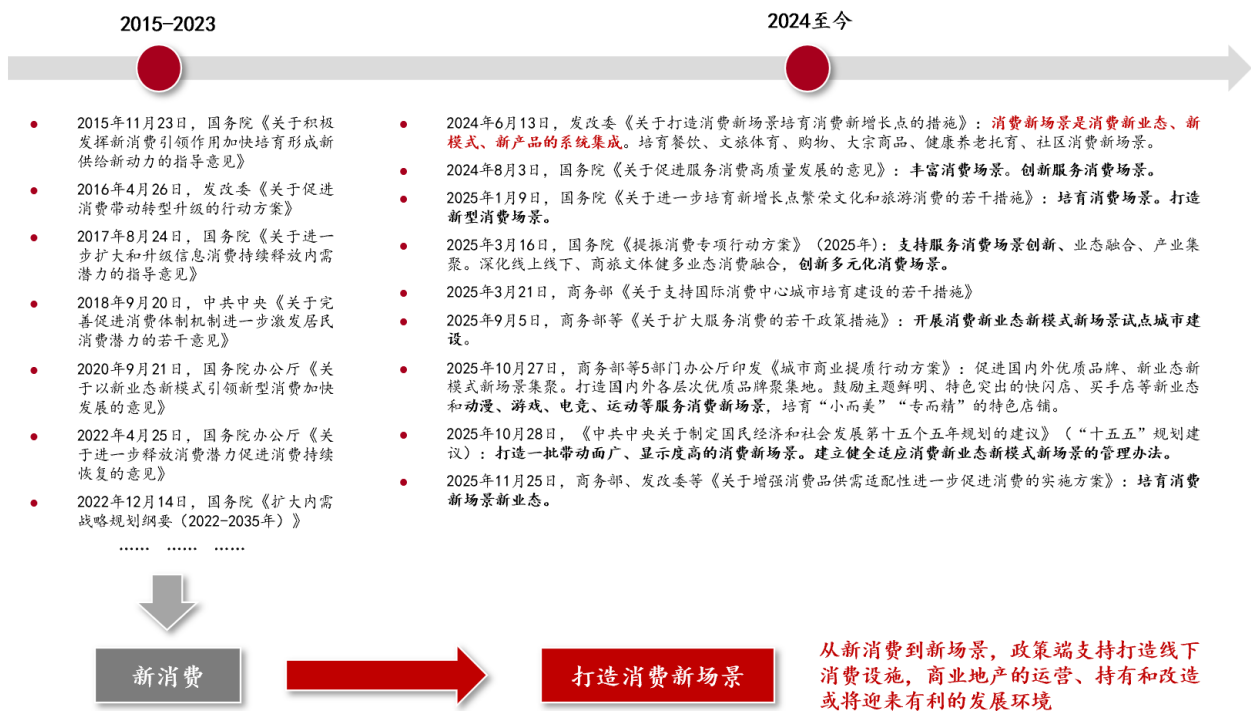 2015-2023
2024至今
2015年11月23日，国务院《关于积极
发挥新消费引领作用加快培育形成新
供给新动力的指导意见》
2016年4月26日，发改委《关于促进
消费带动转型升级的行动方案》
2017年8月24日，国务院《关于进一
步扩大和升级信息消费持续释放内需
潜力的指导意见》
2018年9月20日，中共中央《关于完
善促进消费体制机制进一步激发居民
消费潜力的若干意见》
2020年9月21日，国务院办公厅《关
于以新业态新模式引领新型消费加快
发展的意见》
2022年4月25日，国务院办公厅《关
于进一步释放消费潜力促进消费持续
恢复的意见》
2022年12月14日，国务院《扩大内需
战略规划纲要（2022-2035年）》
…… …… ……
2024年6月13日，发改委《关于打造消费新场景培育消费新增长点的措施》：消费新场景是消费新业态、新
模式、新产品的系统集成。培育餐饮、文旅体育、购物、大宗商品、健康养老托育、社区消费新场景。
2024年8月3日，国务院《关于促进服务消费高质量发展的意见》：丰富消费场景。创新服务消费场景。
2025年1月9日，国务院《关于进一步培育新增长点繁荣文化和旅游消费的若干措施》：培育消费场景。打造
新型消费场景。
2025年3月16日，国务院《提振消费专项行动方案》（2025年）：支持服务消费场景创新、业态融合、产业集
聚。深化线上线下、商旅文体健多业态消费融合，创新多元化消费场景。
2025年3月21日，商务部《关于支持国际消费中心城市培育建设的若干措施》
2025年9月5日，商务部等《关于扩大服务消费的若干政策措施》：开展消费新业态新模式新场景试点城市建
设。
2025年10月27日，商务部等5部门办公厅印发《城市商业提质行动方案》：促进国内外优质品牌、新业态新
模式新场景集聚。打造国内外各层次优质品牌聚集地。鼓励主题鲜明、特色突出的快闪店、买手店等新业态
和动漫、游戏、电竞、运动等服务消费新场景，培育“小而美”“专而精”的特色店铺。
2025年10月28日，《中共中央关于制定国民经济和社会发展第十五个五年规划的建议》（“十五五”规划建
议）：打造一批带动面广、显示度高的消费新场景。建立健全适应消费新业态新模式新场景的管理办法。
2025年11月25日，商务部、发改委等《关于增强消费品供需适配性进一步促进消费的实施方案》：培育消费
新场景新业态。
新消费
打造消费新场景
从新消费到新场景，政策端支持打造线下
消费设施，商业地产的运营、持有和改造
或将迎来有利的发展环境